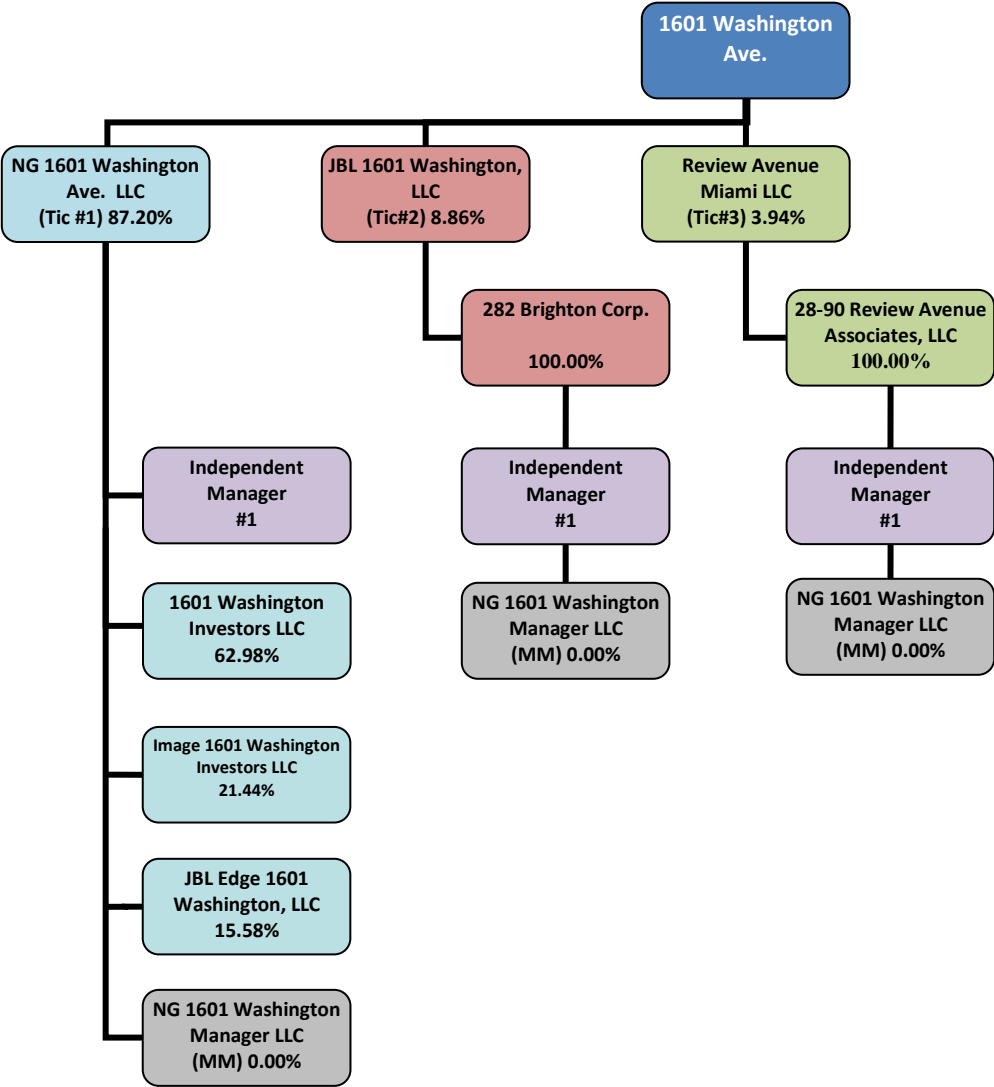 1601 Washington
Ave.
NG 1601 Washington
Ave. LLC
(Tic #1) 87.20%
JBL 1601 Washington,
LLC
(Tic#2) 8.86%
Review Avenue
Miami LLC
(Tic#3) 3.94%
282 Brighton Corp.
100.00%
28-90 Review Avenue
Associates, LLC
100.00%
Independent
Manager
#1
Independent
Manager
#1
Independent
Manager
#1
1601 Washington
Investors LLC
62.98%
NG 1601 Washington
Manager LLC
(MM) 0.00%
NG 1601 Washington
Manager LLC
(MM) 0.00%
Image 1601 Washington
Investors LLC
21.44%
JBL Edge 1601
Washington, LLC
15.58%
NG 1601 Washington
Manager LLC
(MM) 0.00%